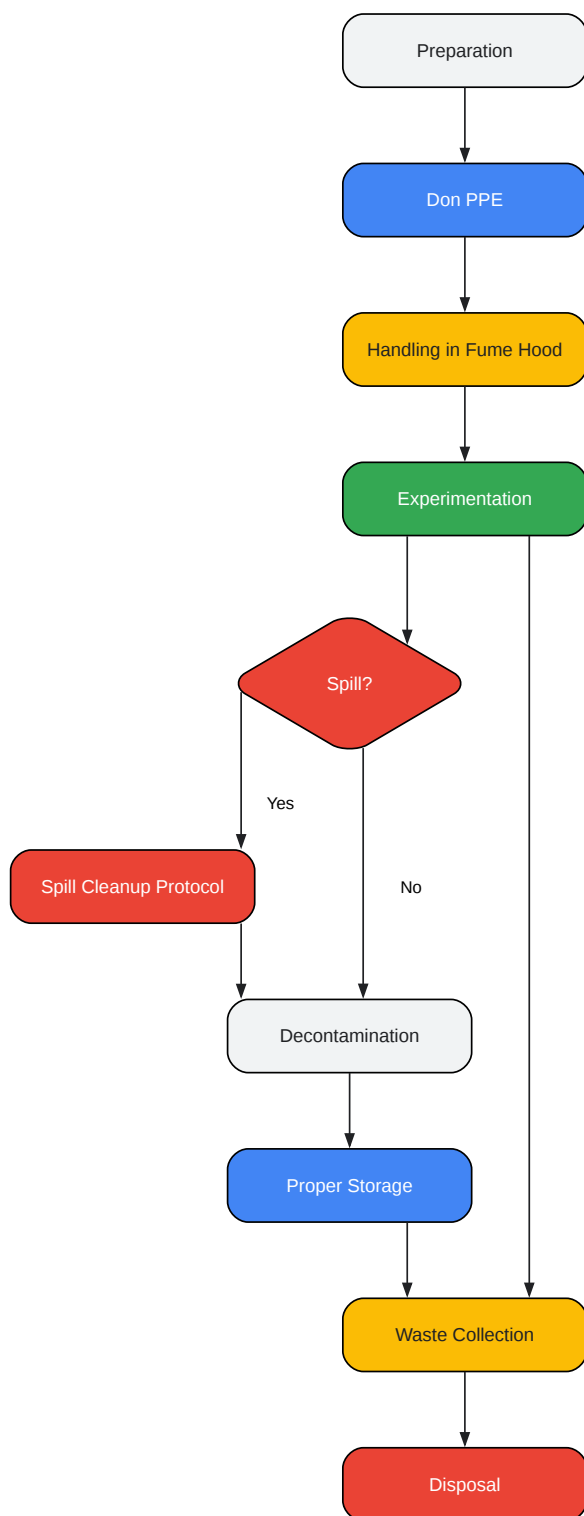 Preparation
Don PPE
Handling in Fume Hood
Experimentation
Spill?
Yes
Spill Cleanup Protocol
No
Decontamination
Proper Storage
Waste Collection
Disposal